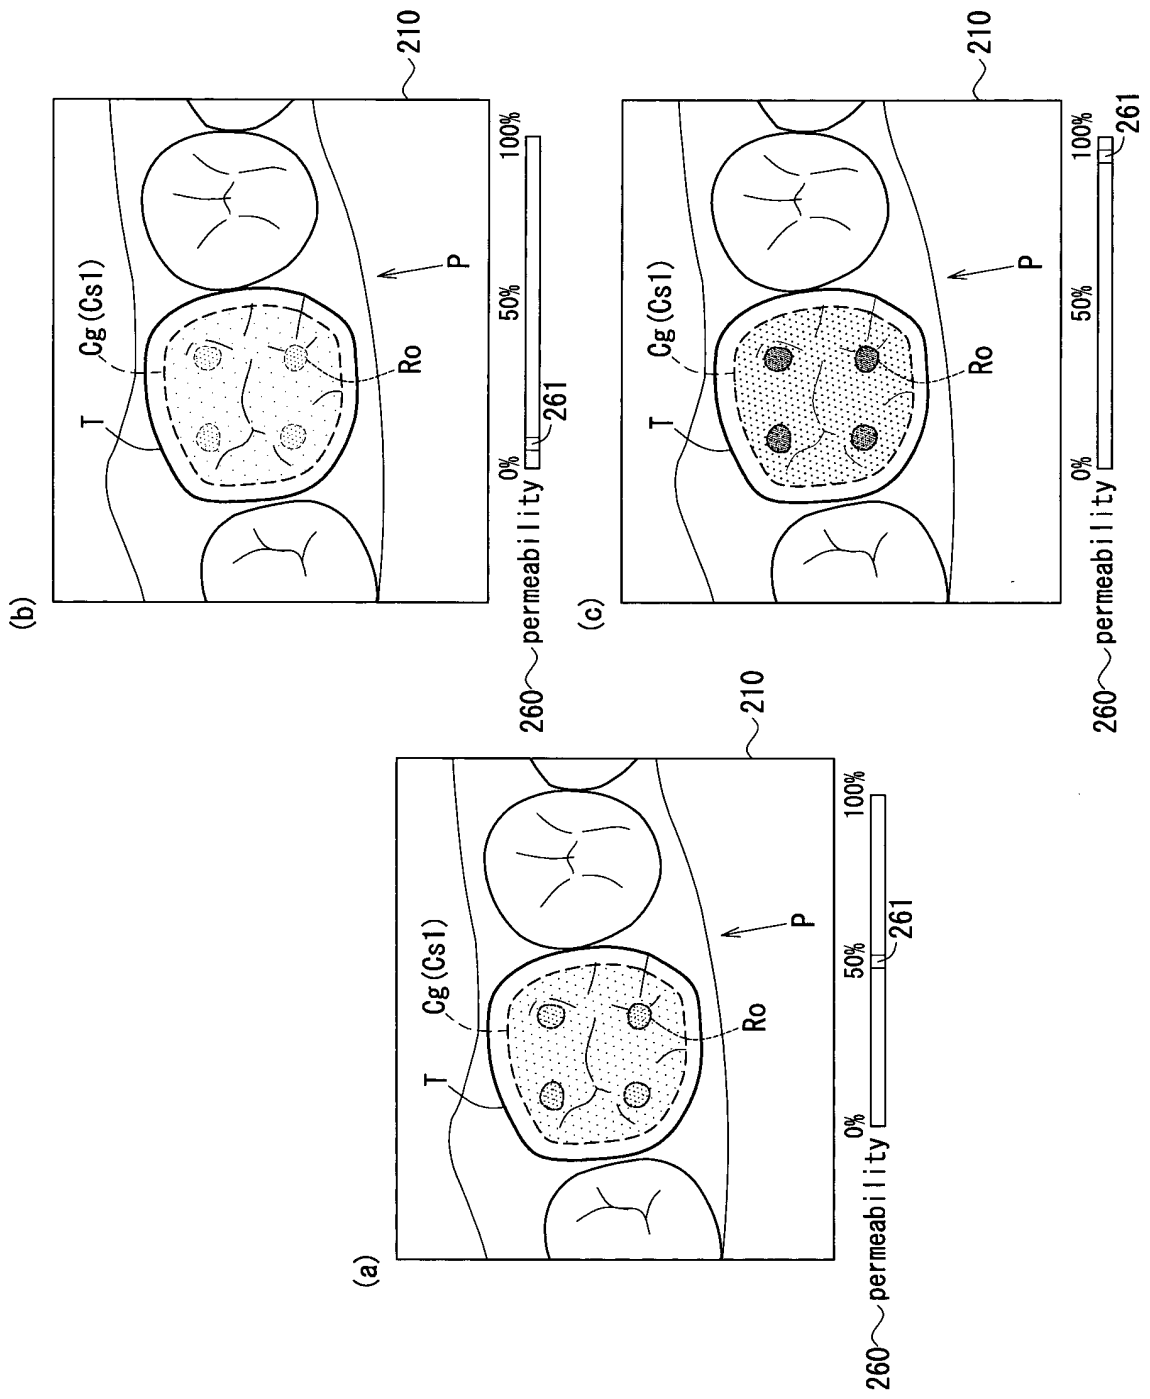 (a)
T
Cg(Cs1)
Ro
P
210
0%
50%
100%
260
permeability
261
(b)
T
Cg(Cs1)
Ro
P
210
0%
50%
100%
260
permeability
261
(c)
T
Cg(Cs1)
Ro
P
210
0%
50%
100%
260
permeability
261